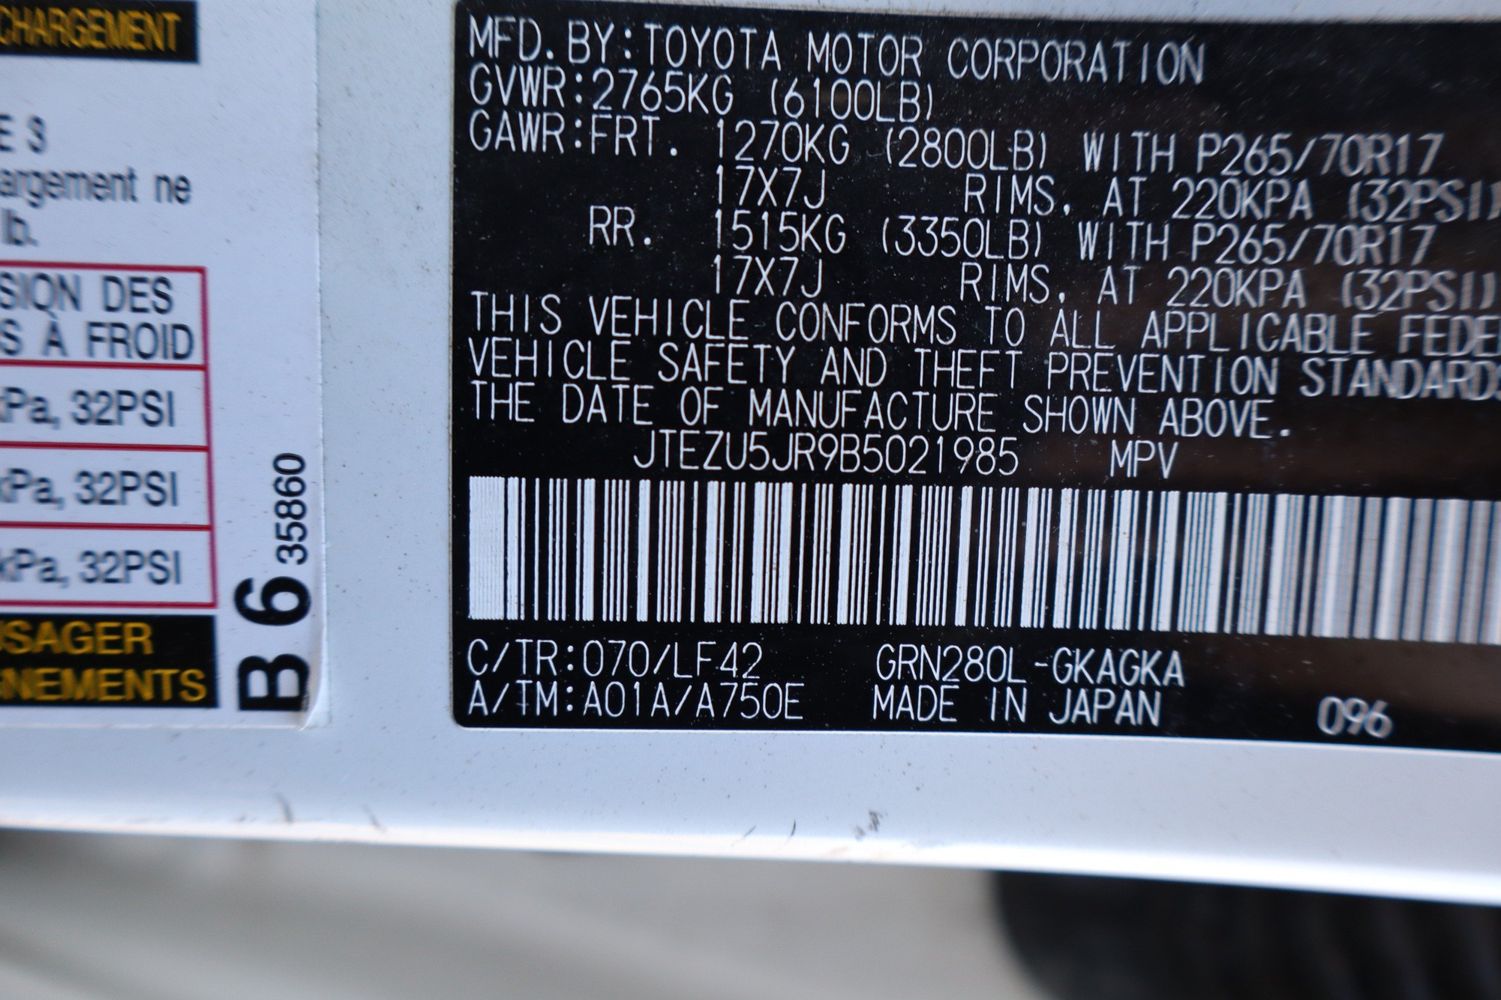 CHARGEMENT
E 3
argement ne
lb.
SION DES
S À FROID
kPa, 32PSI
kPa, 32PSI
kPa, 32PSI
USAGER
GNEMENTS
B 6 35860
MFD. BY:TOYOTA MOTOR CORPORATION
GVWR:2765KG (6100LB)
GAWR:FRT. 1270KG (2800LB) WITH P265/70R17
17X7J RIMS, AT 220KPA (32PSI)
RR. 1515KG (3350LB) WITH P265/70R17
17X7J RIMS, AT 220KPA (32PSI)
THIS VEHICLE CONFORMS TO ALL APPLICABLE FEDE
VEHICLE SAFETY AND THEFT PREVENTION STANDARDS
THE DATE OF MANUFACTURE SHOWN ABOVE.
JTEZU5JR9B5021985 MPV
C/TR:070/LF42 GRN280L-GKAGKA
A/TM:A01A/A750E MADE IN JAPAN 096